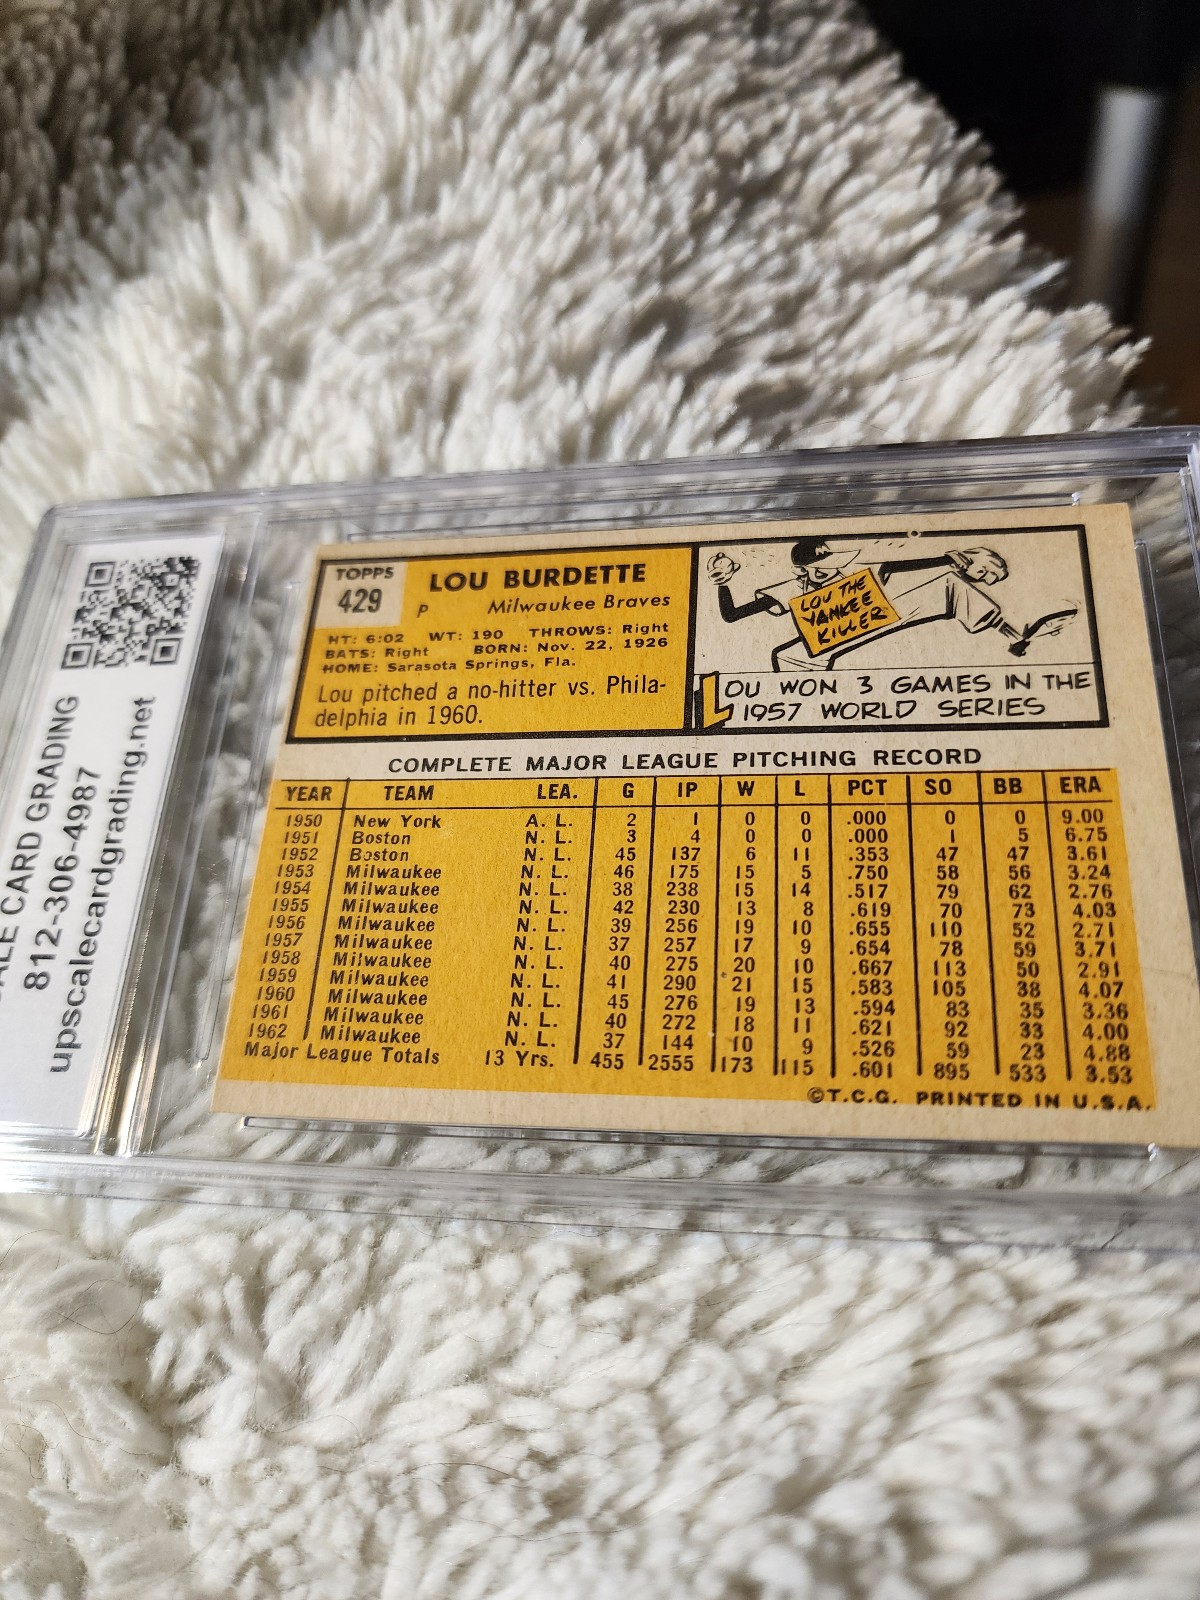 CARD GRADING
812-306-4987
upscalecardgrading.net
TOPPS
429
LOU BURDETTE
P Milwaukee Braves
HT: 6:02 WT: 190 THROWS: Right
BATS: Right BORN: Nov. 22, 1926
HOME: Sarasota Springs, Fla.
Lou pitched a no-hitter vs. Phila-
delphia in 1960.
LOU THE
YANKEE
KILLER
LOU WON 3 GAMES IN THE
1957 WORLD SERIES
COMPLETE MAJOR LEAGUE PITCHING RECORD
YEAR TEAM LEA. G IP W L PCT SO BB ERA
1950 New York A. L. 2 1 0 0 .000 0 0 9.00
1951 Boston N. L. 3 4 0 0 .000 1 5 6.75
1952 Boston N. L. 45 137 6 11 .353 47 47 3.61
1953 Milwaukee N. L. 46 175 15 5 .750 58 56 3.24
1954 Milwaukee N. L. 38 238 15 14 .517 79 62 2.76
1955 Milwaukee N. L. 42 230 13 8 .619 70 73 4.03
1956 Milwaukee N. L. 39 256 19 10 .655 110 52 2.71
1957 Milwaukee N. L. 37 257 17 9 .654 78 59 3.71
1958 Milwaukee N. L. 40 275 20 10 .667 113 50 2.91
1959 Milwaukee N. L. 41 290 21 15 .583 105 38 4.07
1960 Milwaukee N. L. 45 276 19 13 .594 83 35 3.36
1961 Milwaukee N. L. 40 272 18 11 .621 92 33 4.00
1962 Milwaukee N. L. 37 144 10 9 .526 59 23 4.88
Major League Totals 13 Yrs. 455 2555 173 115 .601 895 533 3.53
©T.C.G. PRINTED IN U.S.A.